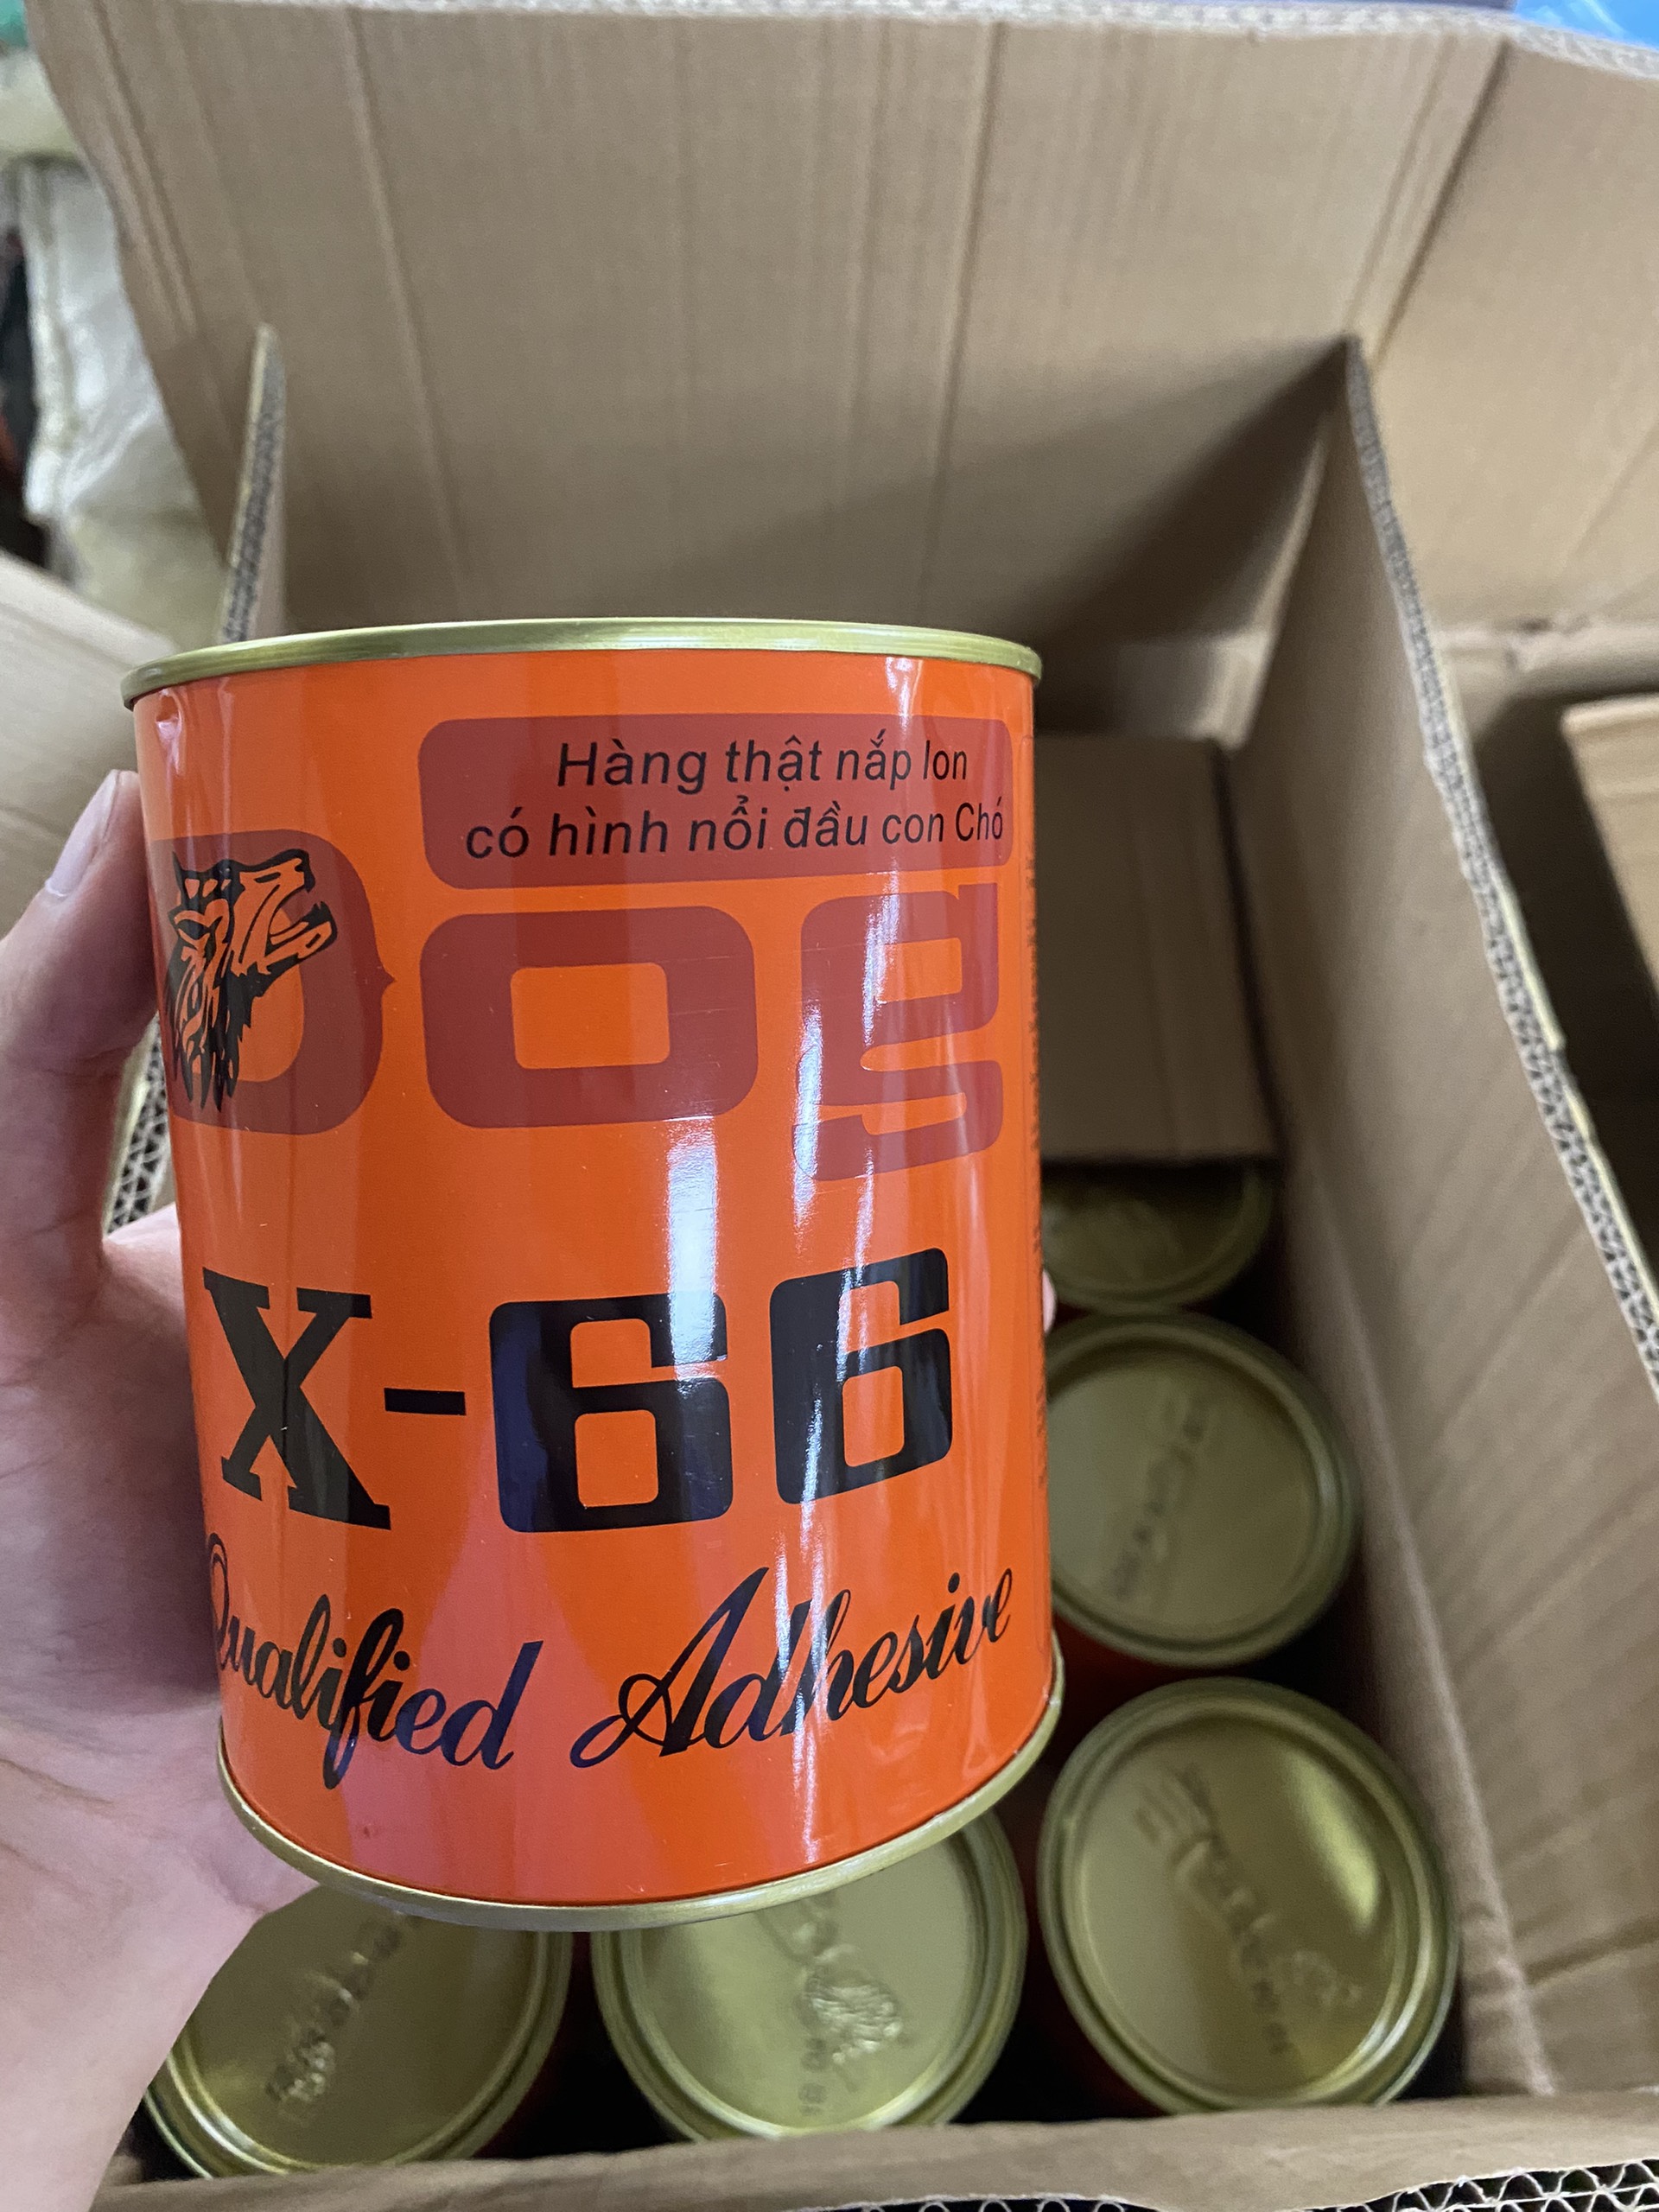 Hàng thật nắp lon
có hình nổi đầu con Chó
Dog
X-66
Qualified Adhesive